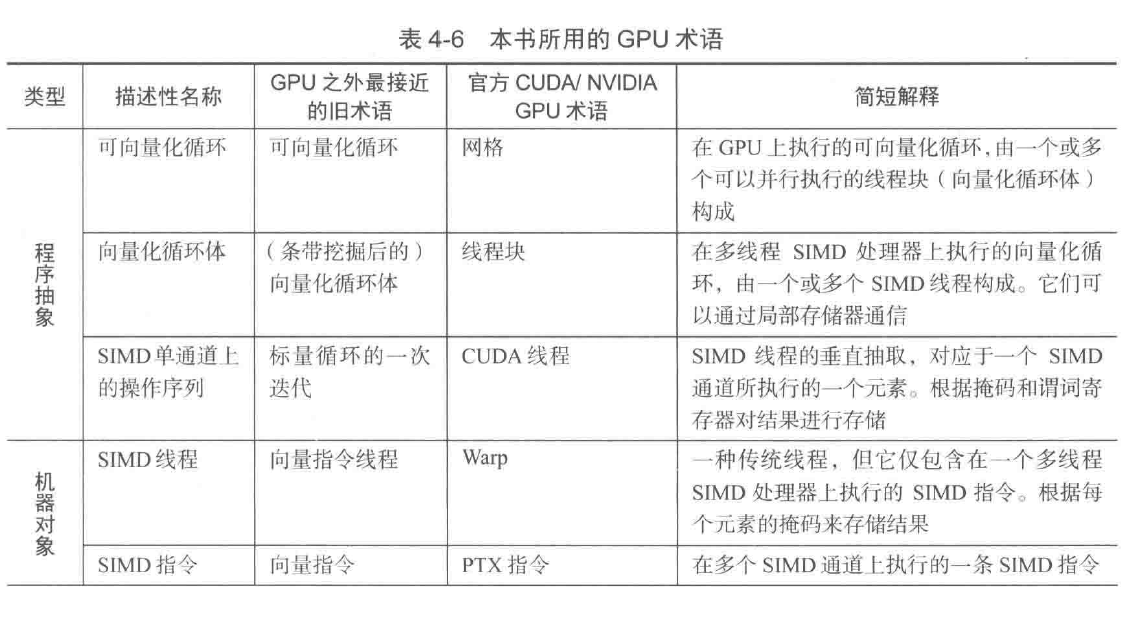 表 4-6 本书所用的 GPU 术语
类型
描述性名称
GPU 之外最接近
的旧术语
官方 CUDA/ NVIDIA
GPU 术语
简短解释
程序抽象
可向量化循环
可向量化循环
网格
在 GPU 上执行的可向量化循环，由一个或多
个可以并行执行的线程块（向量化循环体）
构成
向量化循环体
（条带挖掘后的）
向量化循环体
线程块
在多线程 SIMD 处理器上执行的向量化循
环，由一个或多个 SIMD 线程构成。它们可
以通过局部存储器通信
SIMD 单通道上
的操作序列
标量循环的一次
迭代
CUDA 线程
SIMD 线程的垂直抽取，对应于一个 SIMD
通道所执行的一个元素。根据掩码和谓词寄
存器对结果进行存储
机器对象
SIMD 线程
向量指令线程
Warp
一种传统线程，但它仅包含在一个多线程
SIMD 处理器上执行的 SIMD 指令。根据每
个元素的掩码来存储结果
SIMD 指令
向量指令
PTX 指令
在多个 SIMD 通道上执行的一条 SIMD 指令